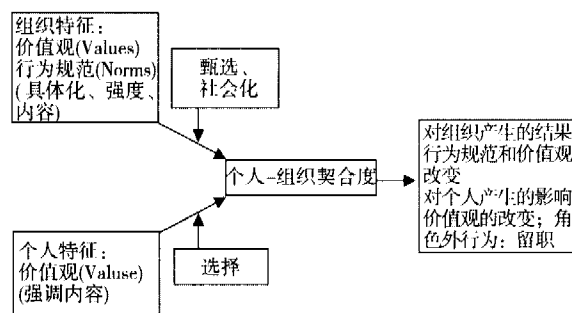 组织特征：
价值观(Values)
行为规范(Norms)
(具体化、强度、
内容)
甄选、
社会化
个人-组织契合度
对组织产生的结果
行为规范和价值观
改变
对个人产生的影响
价值观的改变；角
色外行为：留职
个人特征：
价值观(Valuse)
(强调内容)
选择